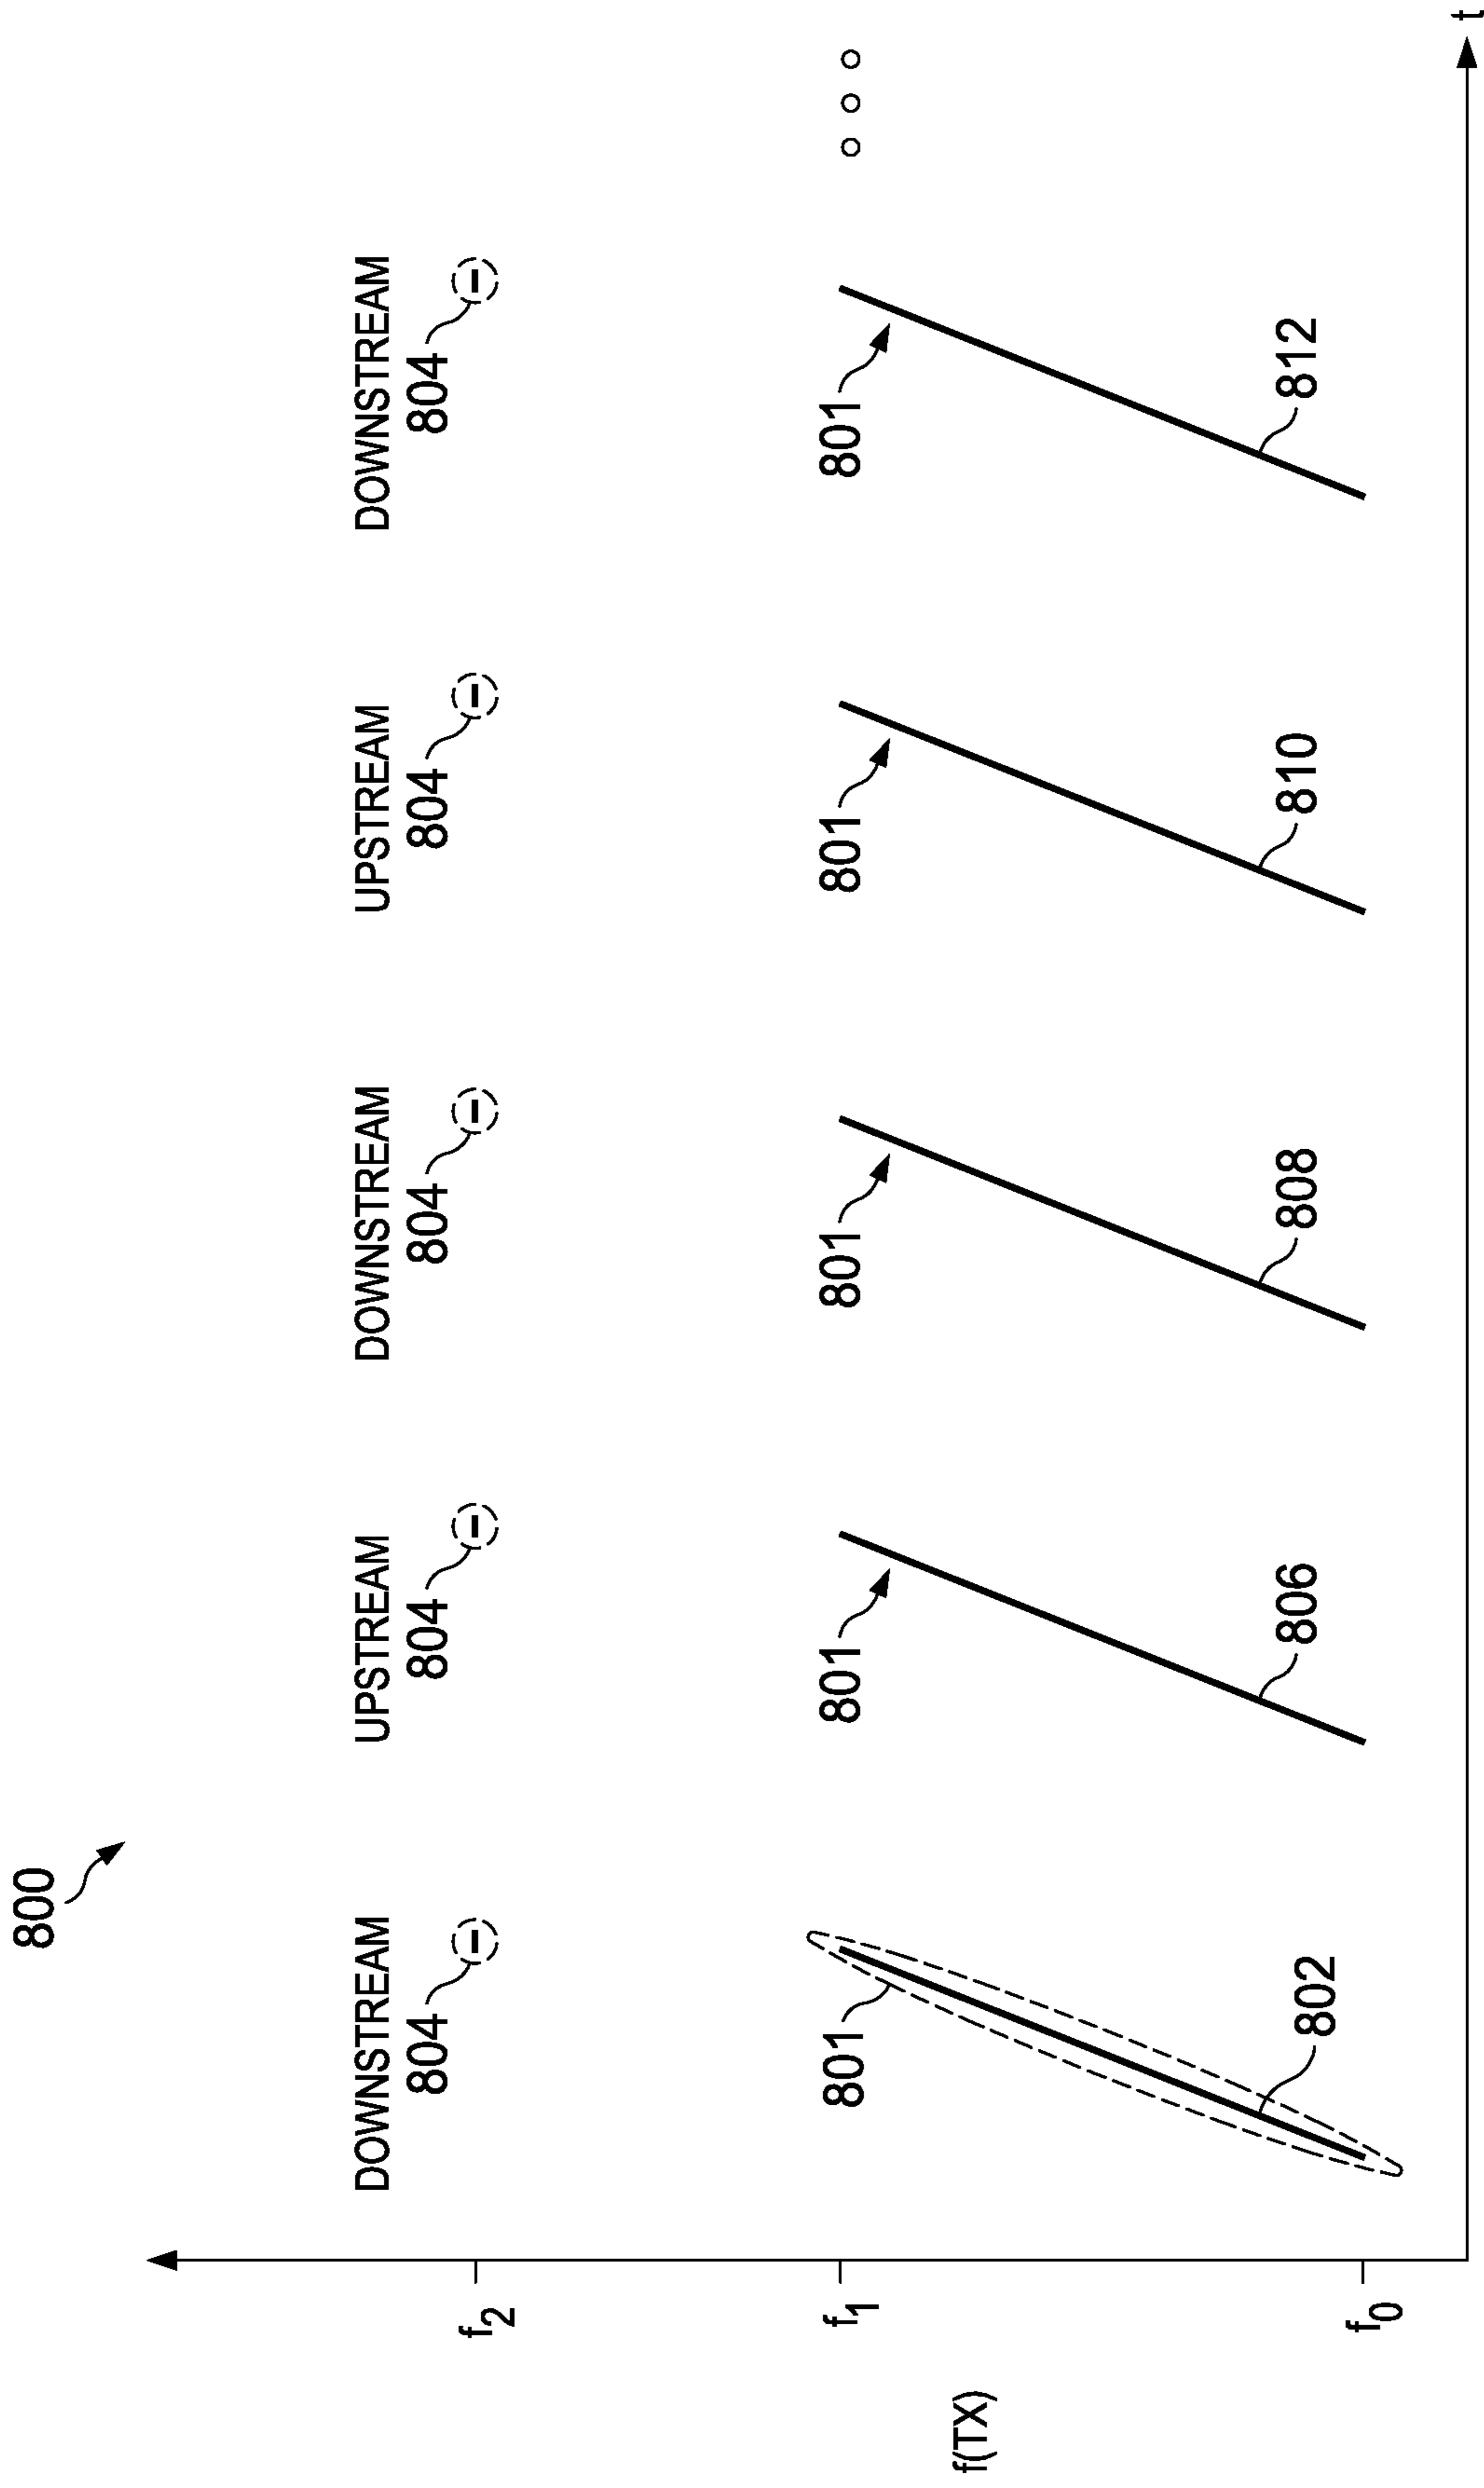 800
DOWNSTREAM UPSTREAM DOWNSTREAM UPSTREAM DOWNSTREAM
804 804 804 804 804
f2
801 801 801 801 801
f1
f(TX)
802 806 808 810 812
f0
t